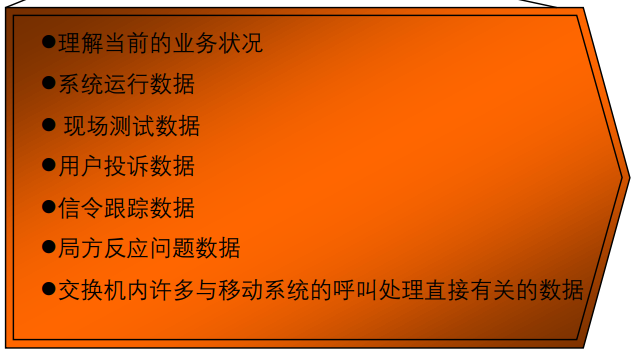 ●理解当前的业务状况
●系统运行数据
● 现场测试数据
●用户投诉数据
●信令跟踪数据
●局方反应问题数据
●交换机内许多与移动系统的呼叫处理直接有关的数据